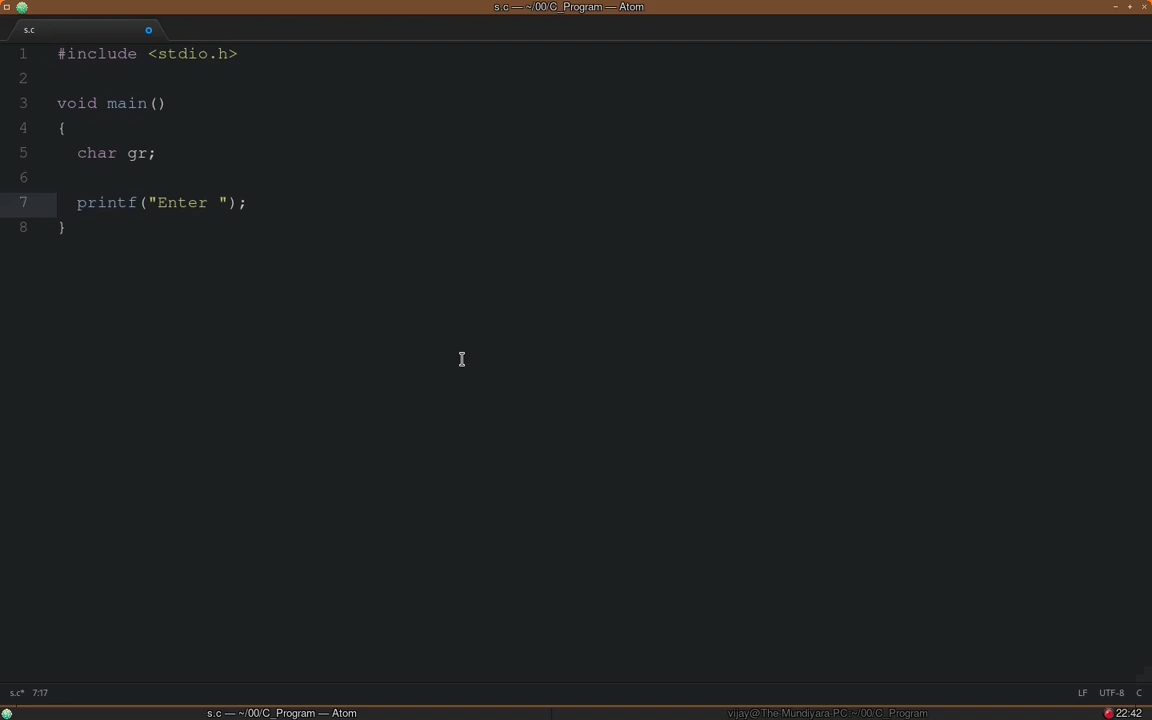 s.c — ~/00/C_Program — Atom
s.c
1 #include <stdio.h>
2
3 void main()
4 {
5   char gr;
6
7   printf("Enter ");
8 }
s.c* 7:17 LF UTF-8 C
s.c — ~/00/C_Program — Atom vijay@The-Mundiyara-PC:~/00/C_Program 22:42